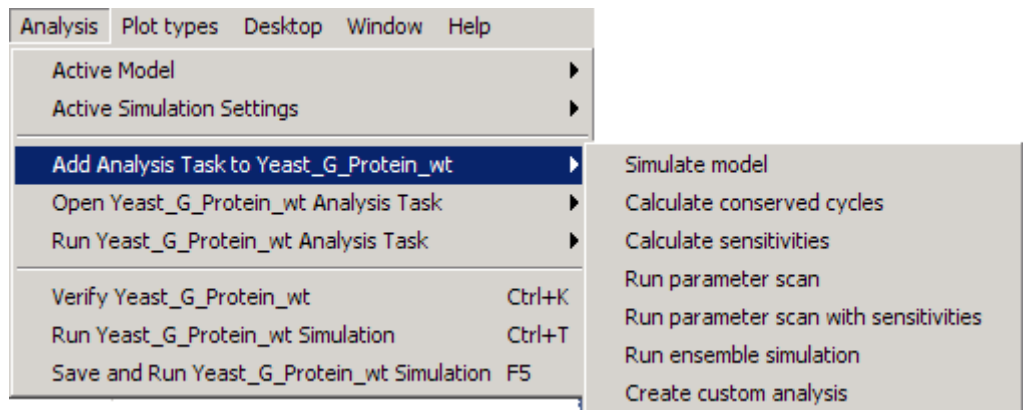 Analysis Plot types Desktop Window Help
Active Model
Active Simulation Settings
Add Analysis Task to Yeast_G_Protein_wt
Open Yeast_G_Protein_wt Analysis Task
Run Yeast_G_Protein_wt Analysis Task
Verify Yeast_G_Protein_wt Ctrl+K
Run Yeast_G_Protein_wt Simulation Ctrl+T
Save and Run Yeast_G_Protein_wt Simulation F5
Simulate model
Calculate conserved cycles
Calculate sensitivities
Run parameter scan
Run parameter scan with sensitivities
Run ensemble simulation
Create custom analysis